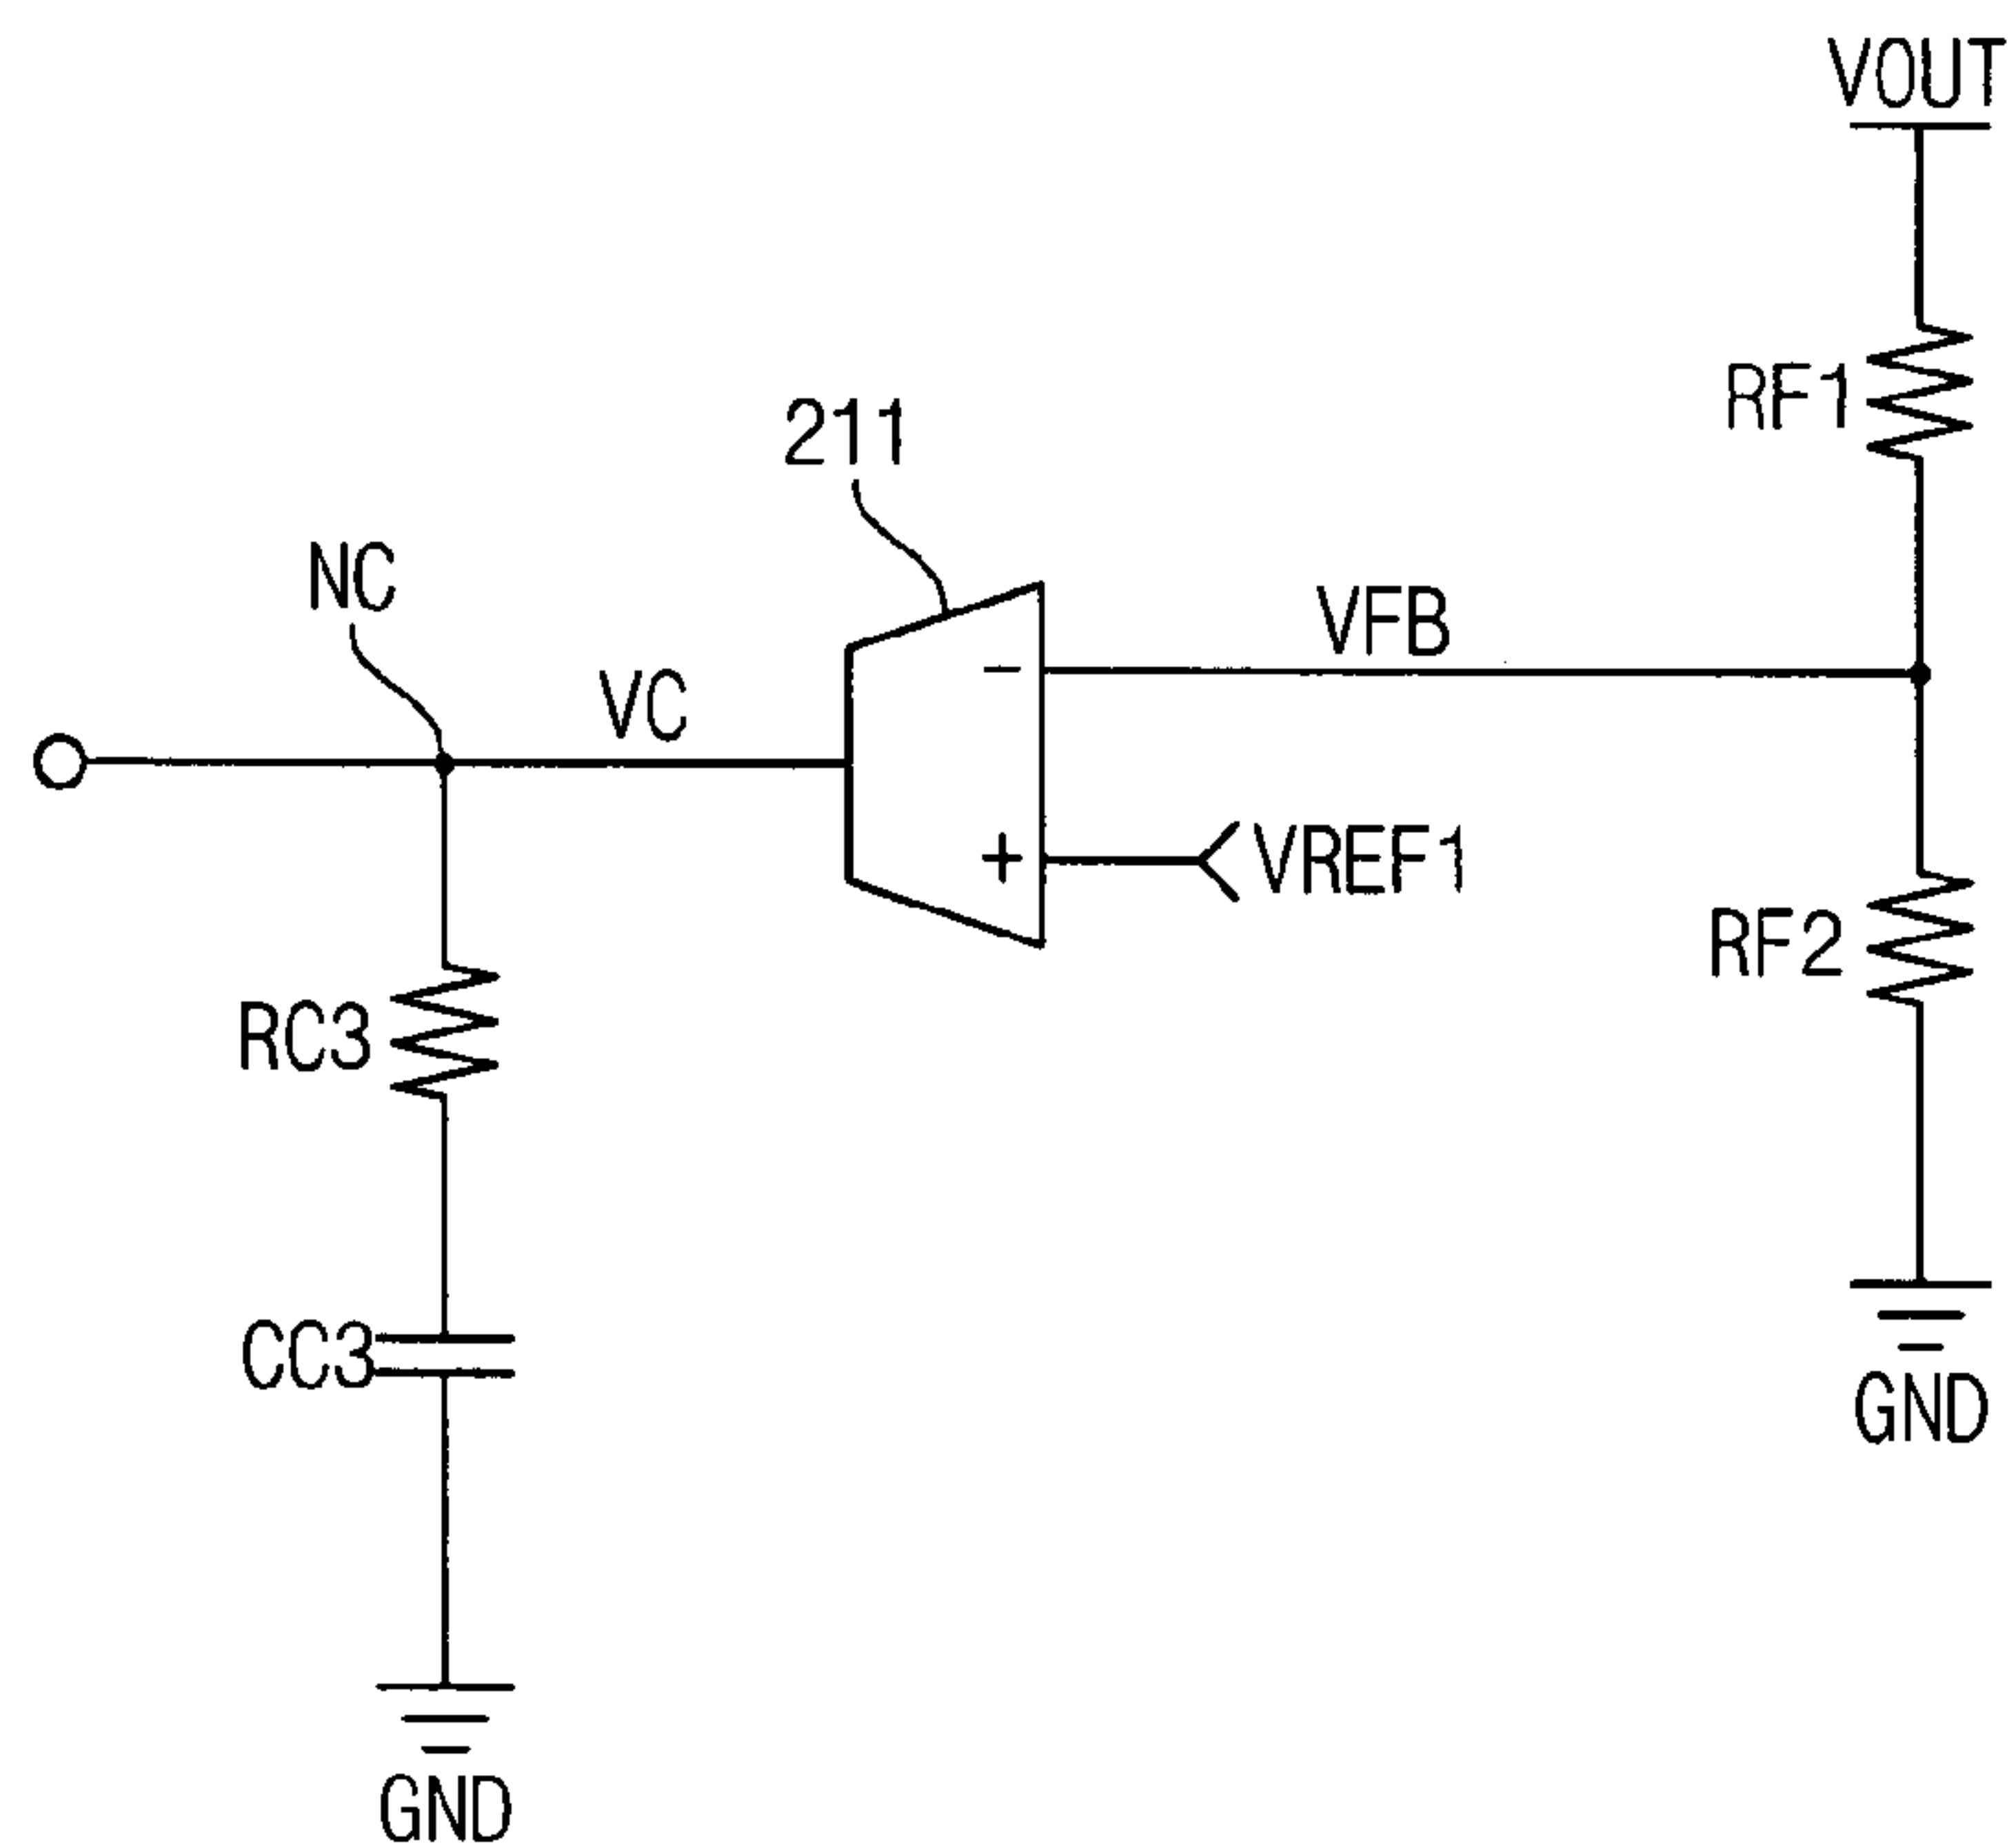 VOUT
RF1
211
NC
VFB
VC
−
+
VREF1
RF2
RC3
CC3
GND
GND